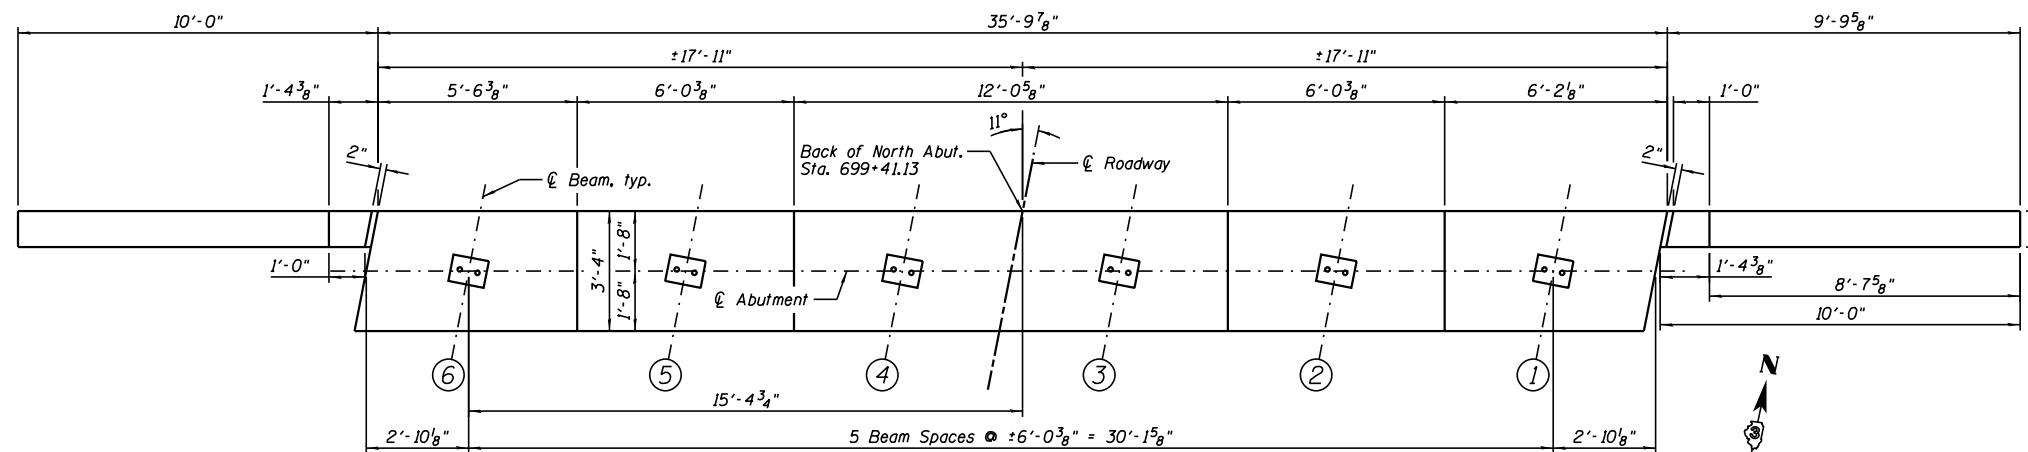 10'-0" 35'-9⅞" 9'-9⅝"
±17'-11" ±17'-11"
1'-4⅜" 5'-6⅜" 6'-0⅜" 12'-0⅝" 6'-0⅜" 6'-2⅛" 1'-0"
11°
2" Back of North Abut. 2"
Sta. 699+41.13
℄ Roadway
℄ Beam, typ.
1'-8"
3'-4"
1'-0" 1'-4⅜"
1'-8"
℄ Abutment
8'-7⅝"
10'-0"
6 5 4 3 2 1
N
3
15'-4¾"
2'-10⅛" 5 Beam Spaces @ ±6'-0⅜" = 30'-1⅝" 2'-10⅛"